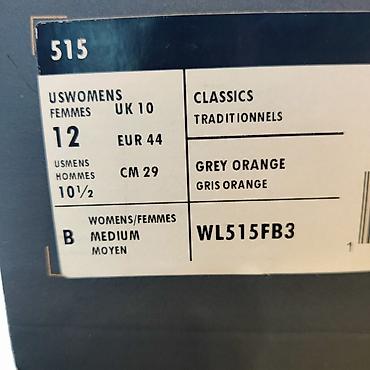 515
USWOMENS
FEMMES
UK 10
12
EUR 44
USMENS
HOMMES
10½
CM 29
B
WOMENS/FEMMES
MEDIUM
MOYEN
CLASSICS
TRADITIONNELS
GREY ORANGE
GRIS ORANGE
WL515FB3
1